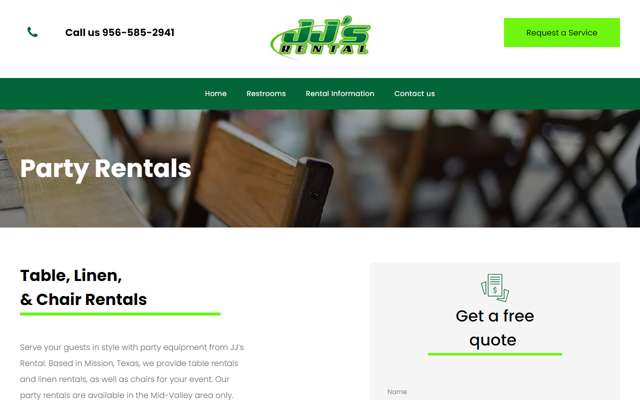 Call us 956-585-2941
JJ's
RENTAL
Request a Service
Home Restrooms Rental Information Contact us
Party Rentals
Table, Linen,
& Chair Rentals
Serve your guests in style with party equipment from JJ's
Rental. Based in Mission, Texas, we provide table rentals
and linen rentals, as well as chairs for your event. Our
party rentals are available in the Mid-Valley area only.
$
Get a free
quote
Name